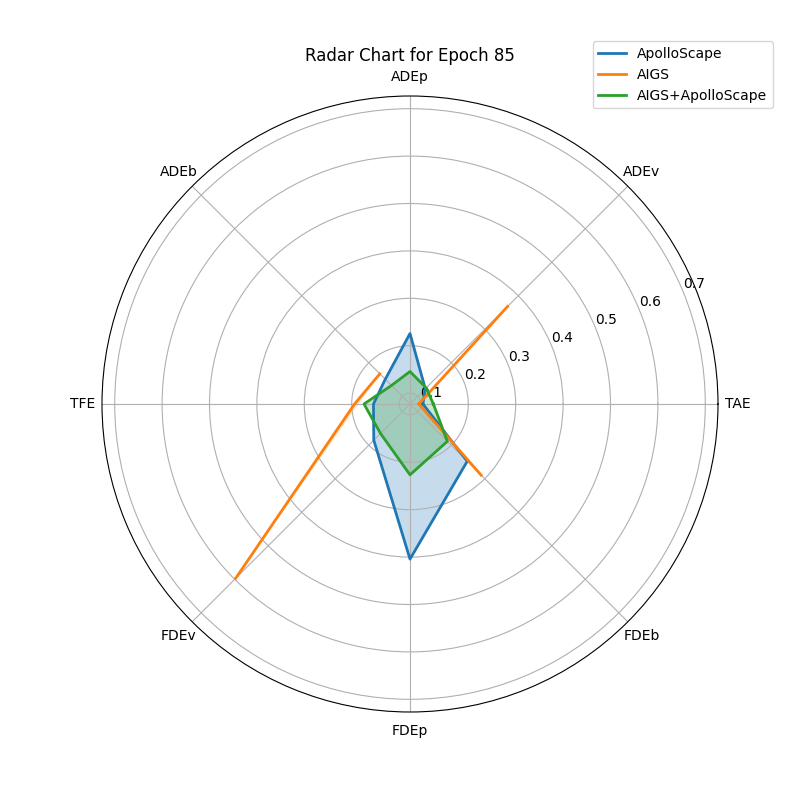 Radar Chart for Epoch 85
ApolloScape
AIGS
AIGS+ApolloScape
ADEp
ADEb
ADEv
0.7
0.6
0.5
0.4
0.3
0.2
0.1
TFE
TAE
FDEv
FDEb
FDEp